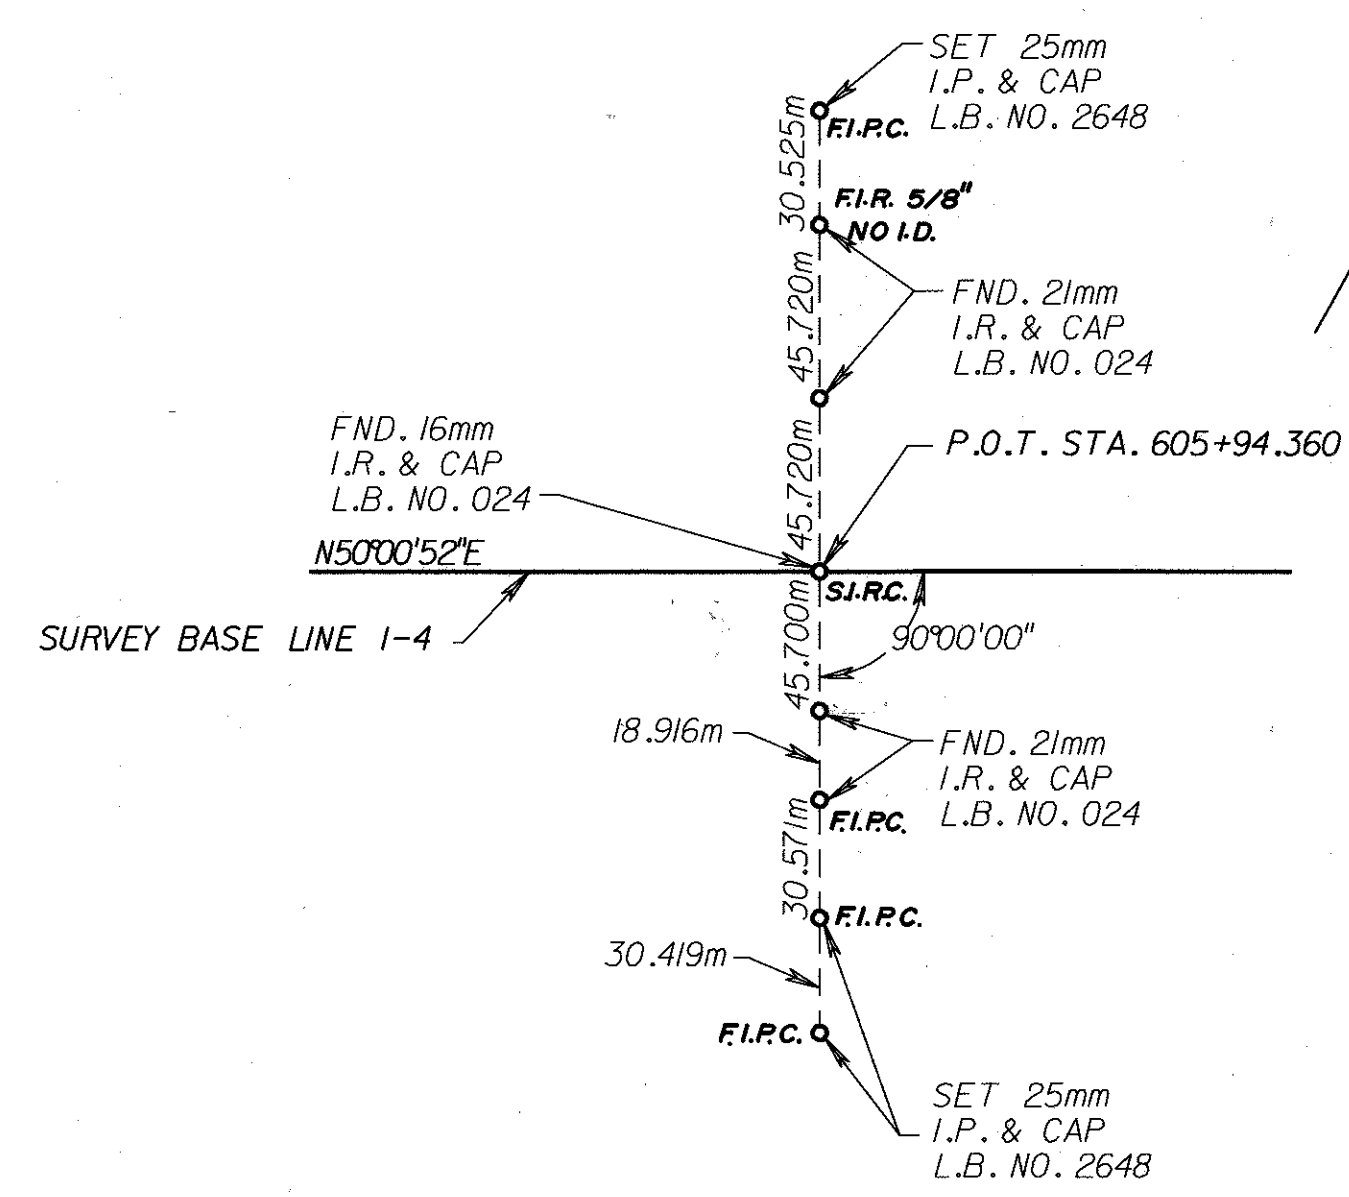 SET 25mm
I.P. & CAP
L.B. NO. 2648
F.I.P.C.
30.525m
F.I.R. 5/8"
NO I.D.
45.720m
FND. 21mm
I.R. & CAP
L.B. NO. 024
FND. 16mm
I.R. & CAP
L.B. NO. 024
45.720m
P.O.T. STA. 605+94.360
N50°00'52"E
S.I.R.C.
SURVEY BASE LINE 1-4
45.700m
90°00'00"
18.916m
FND. 21mm
I.R. & CAP
L.B. NO. 024
F.I.P.C.
30.571m
F.I.P.C.
30.419m
F.I.P.C.
SET 25mm
I.P. & CAP
L.B. NO. 2648